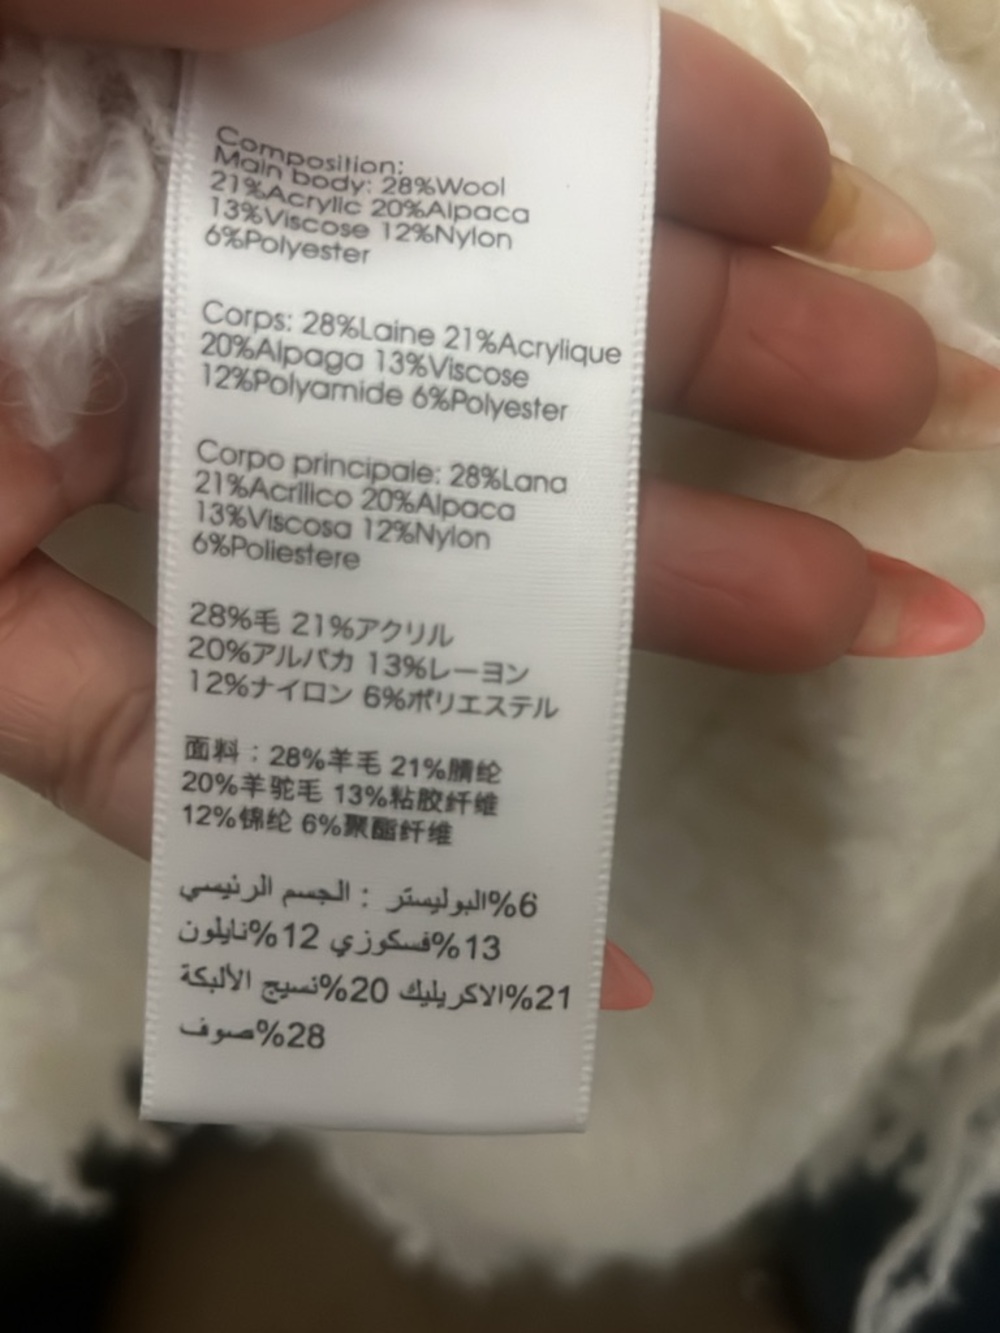 Composition:
Main body: 28%Wool
21%Acrylic 20%Alpaca
13%Viscose 12%Nylon
6%Polyester
Corps: 28%Laine 21%Acrylique
20%Alpaga 13%Viscose
12%Polyamide 6%Polyester
Corpo principale: 28%Lana
21%Acrilico 20%Alpaca
13%Viscosa 12%Nylon
6%Poliestere
28%毛 21%アクリル
20%アルパカ 13%レーヨン
12%ナイロン 6%ポリエステル
面料：28%羊毛 21%腈纶
20%羊驼毛 13%粘胶纤维
12%锦纶 6%聚酯纤维
6%البوليستر : الجسم الرئيسي
13%فسكوزي 12%نايلون
21%الاكريليك 20%نسيج الألبكة
28%صوف